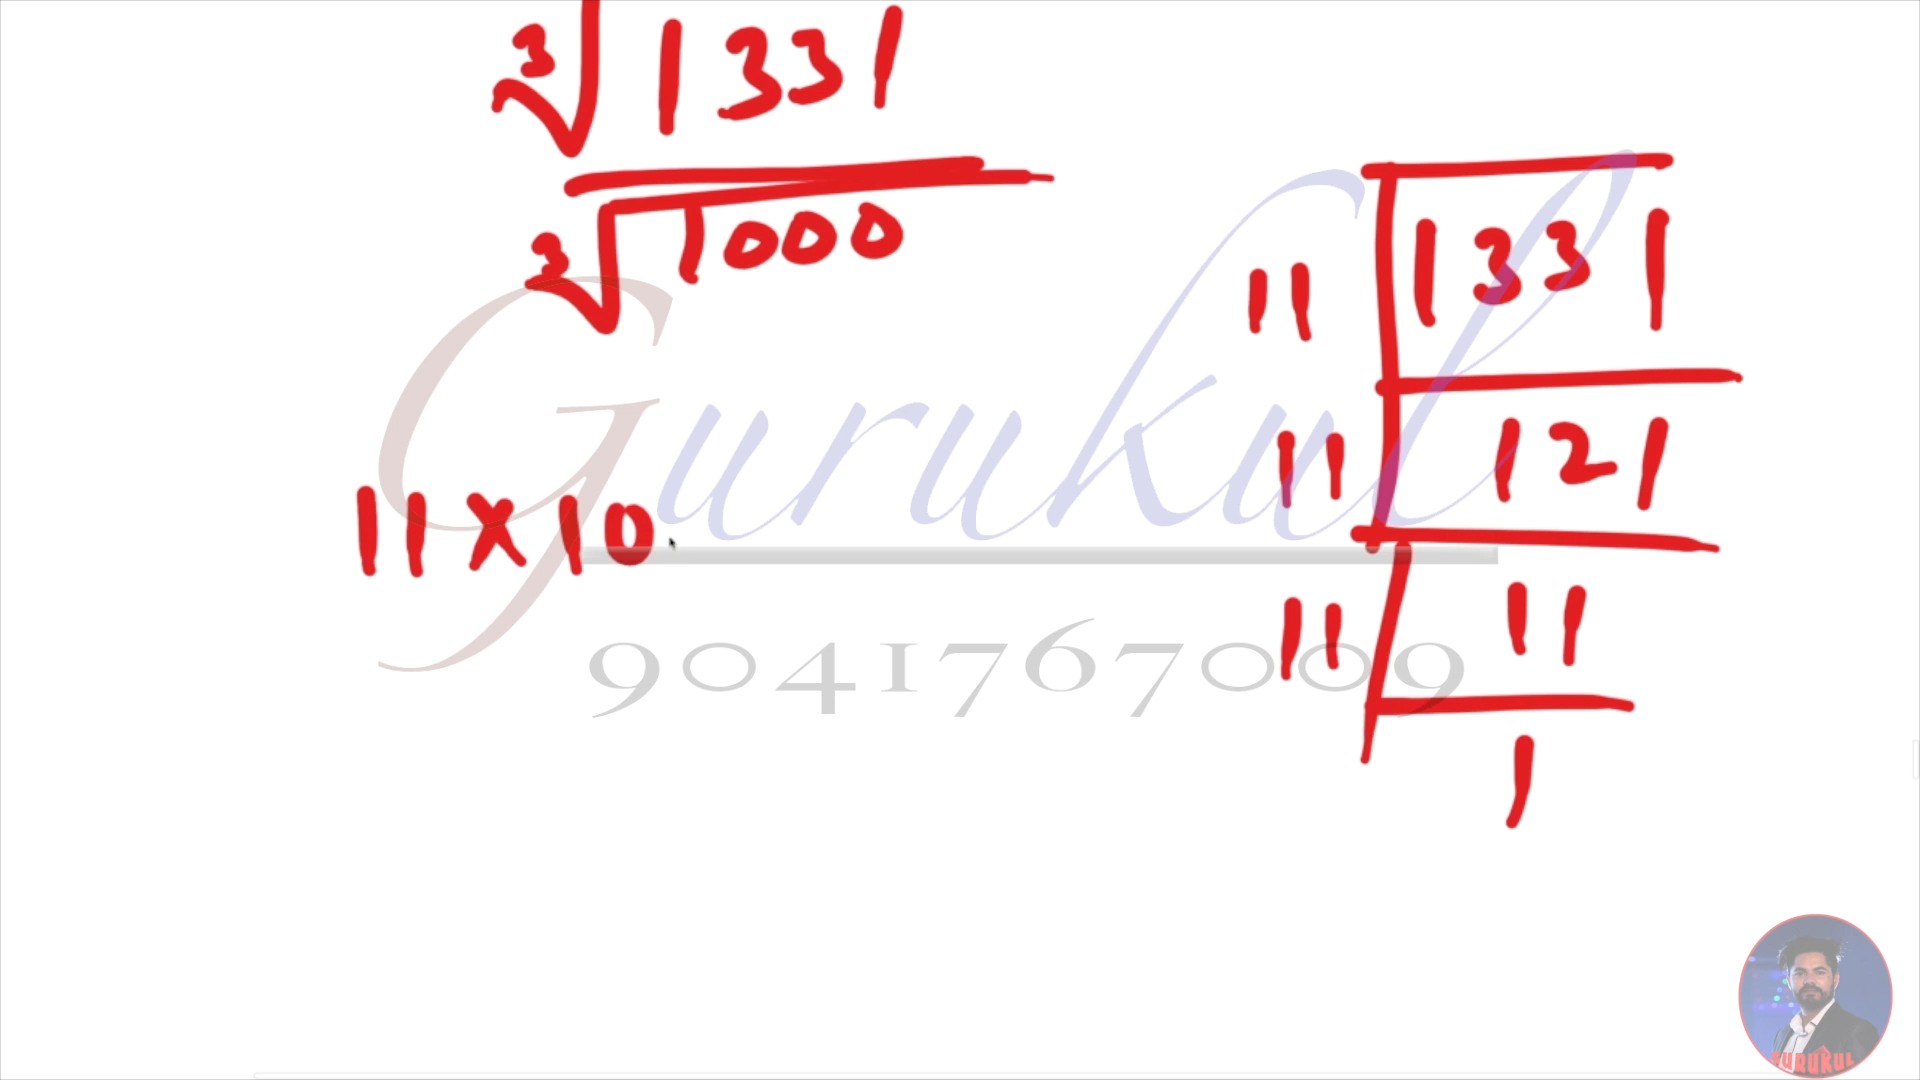 ∛1331
∛1000
11 × 10
11 | 1331
11 | 121
11 | 11
1
Gurukul
9041767009
GURUKUL